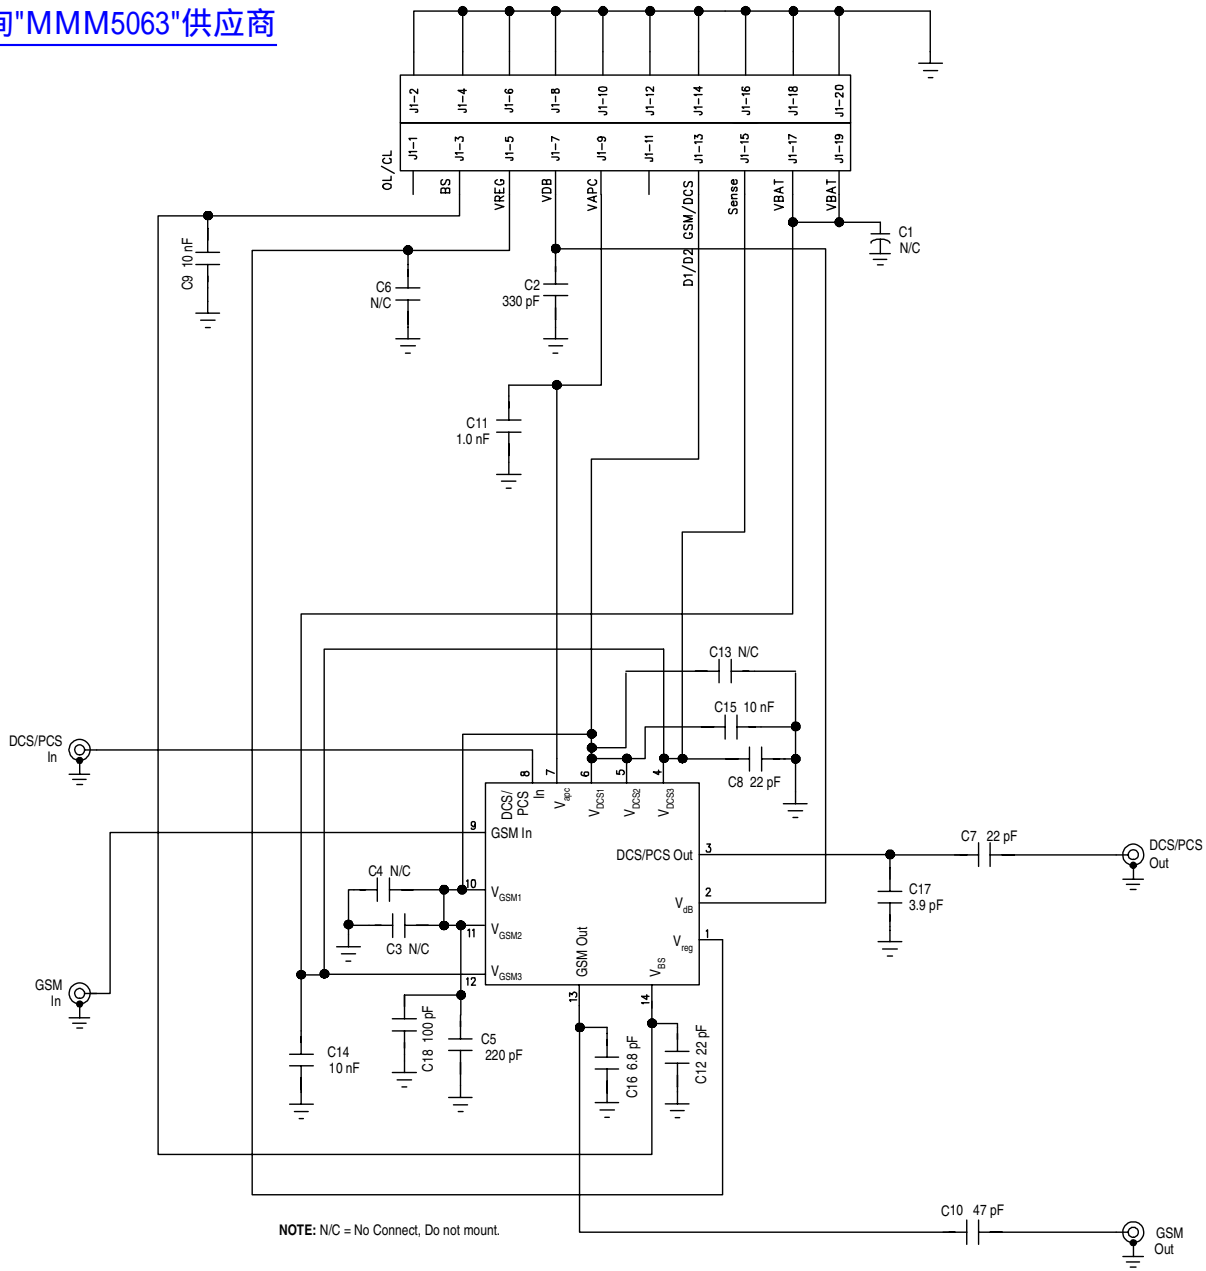 询"MMM5063"供应商
J1-2
J1-4
J1-6
J1-8
J1-10
J1-12
J1-14
J1-16
J1-18
J1-20
J1-1
J1-3
J1-5
J1-7
J1-9
J1-11
J1-13
J1-15
J1-17
J1-19
OL/CL
BS
VREG
VDB
VAPC
D1/D2 GSM/DCS
Sense
VBAT
VBAT
C9 10 nF
C6
N/C
C2
330 pF
C1
N/C
C11
1.0 nF
C13 N/C
C15 10 nF
C8 22 pF
DCS/PCS
In
8
7
6
5
4
DCS/
PCS
In
Vapc
VDCS1
VDCS2
VDCS3
9
GSM In
DCS/PCS Out
3
C7 22 pF
DCS/PCS
Out
C4 N/C
10
VGSM1
VdB
2
C17
3.9 pF
C3 N/C
11
VGSM2
Vreg
1
12
VGSM3
GSM Out
VBS
13
14
GSM
In
C14
10 nF
C18 100 pF
C5
220 pF
C16 6.8 pF
C12 22 pF
C10 47 pF
GSM
Out
NOTE: N/C = No Connect, Do not mount.